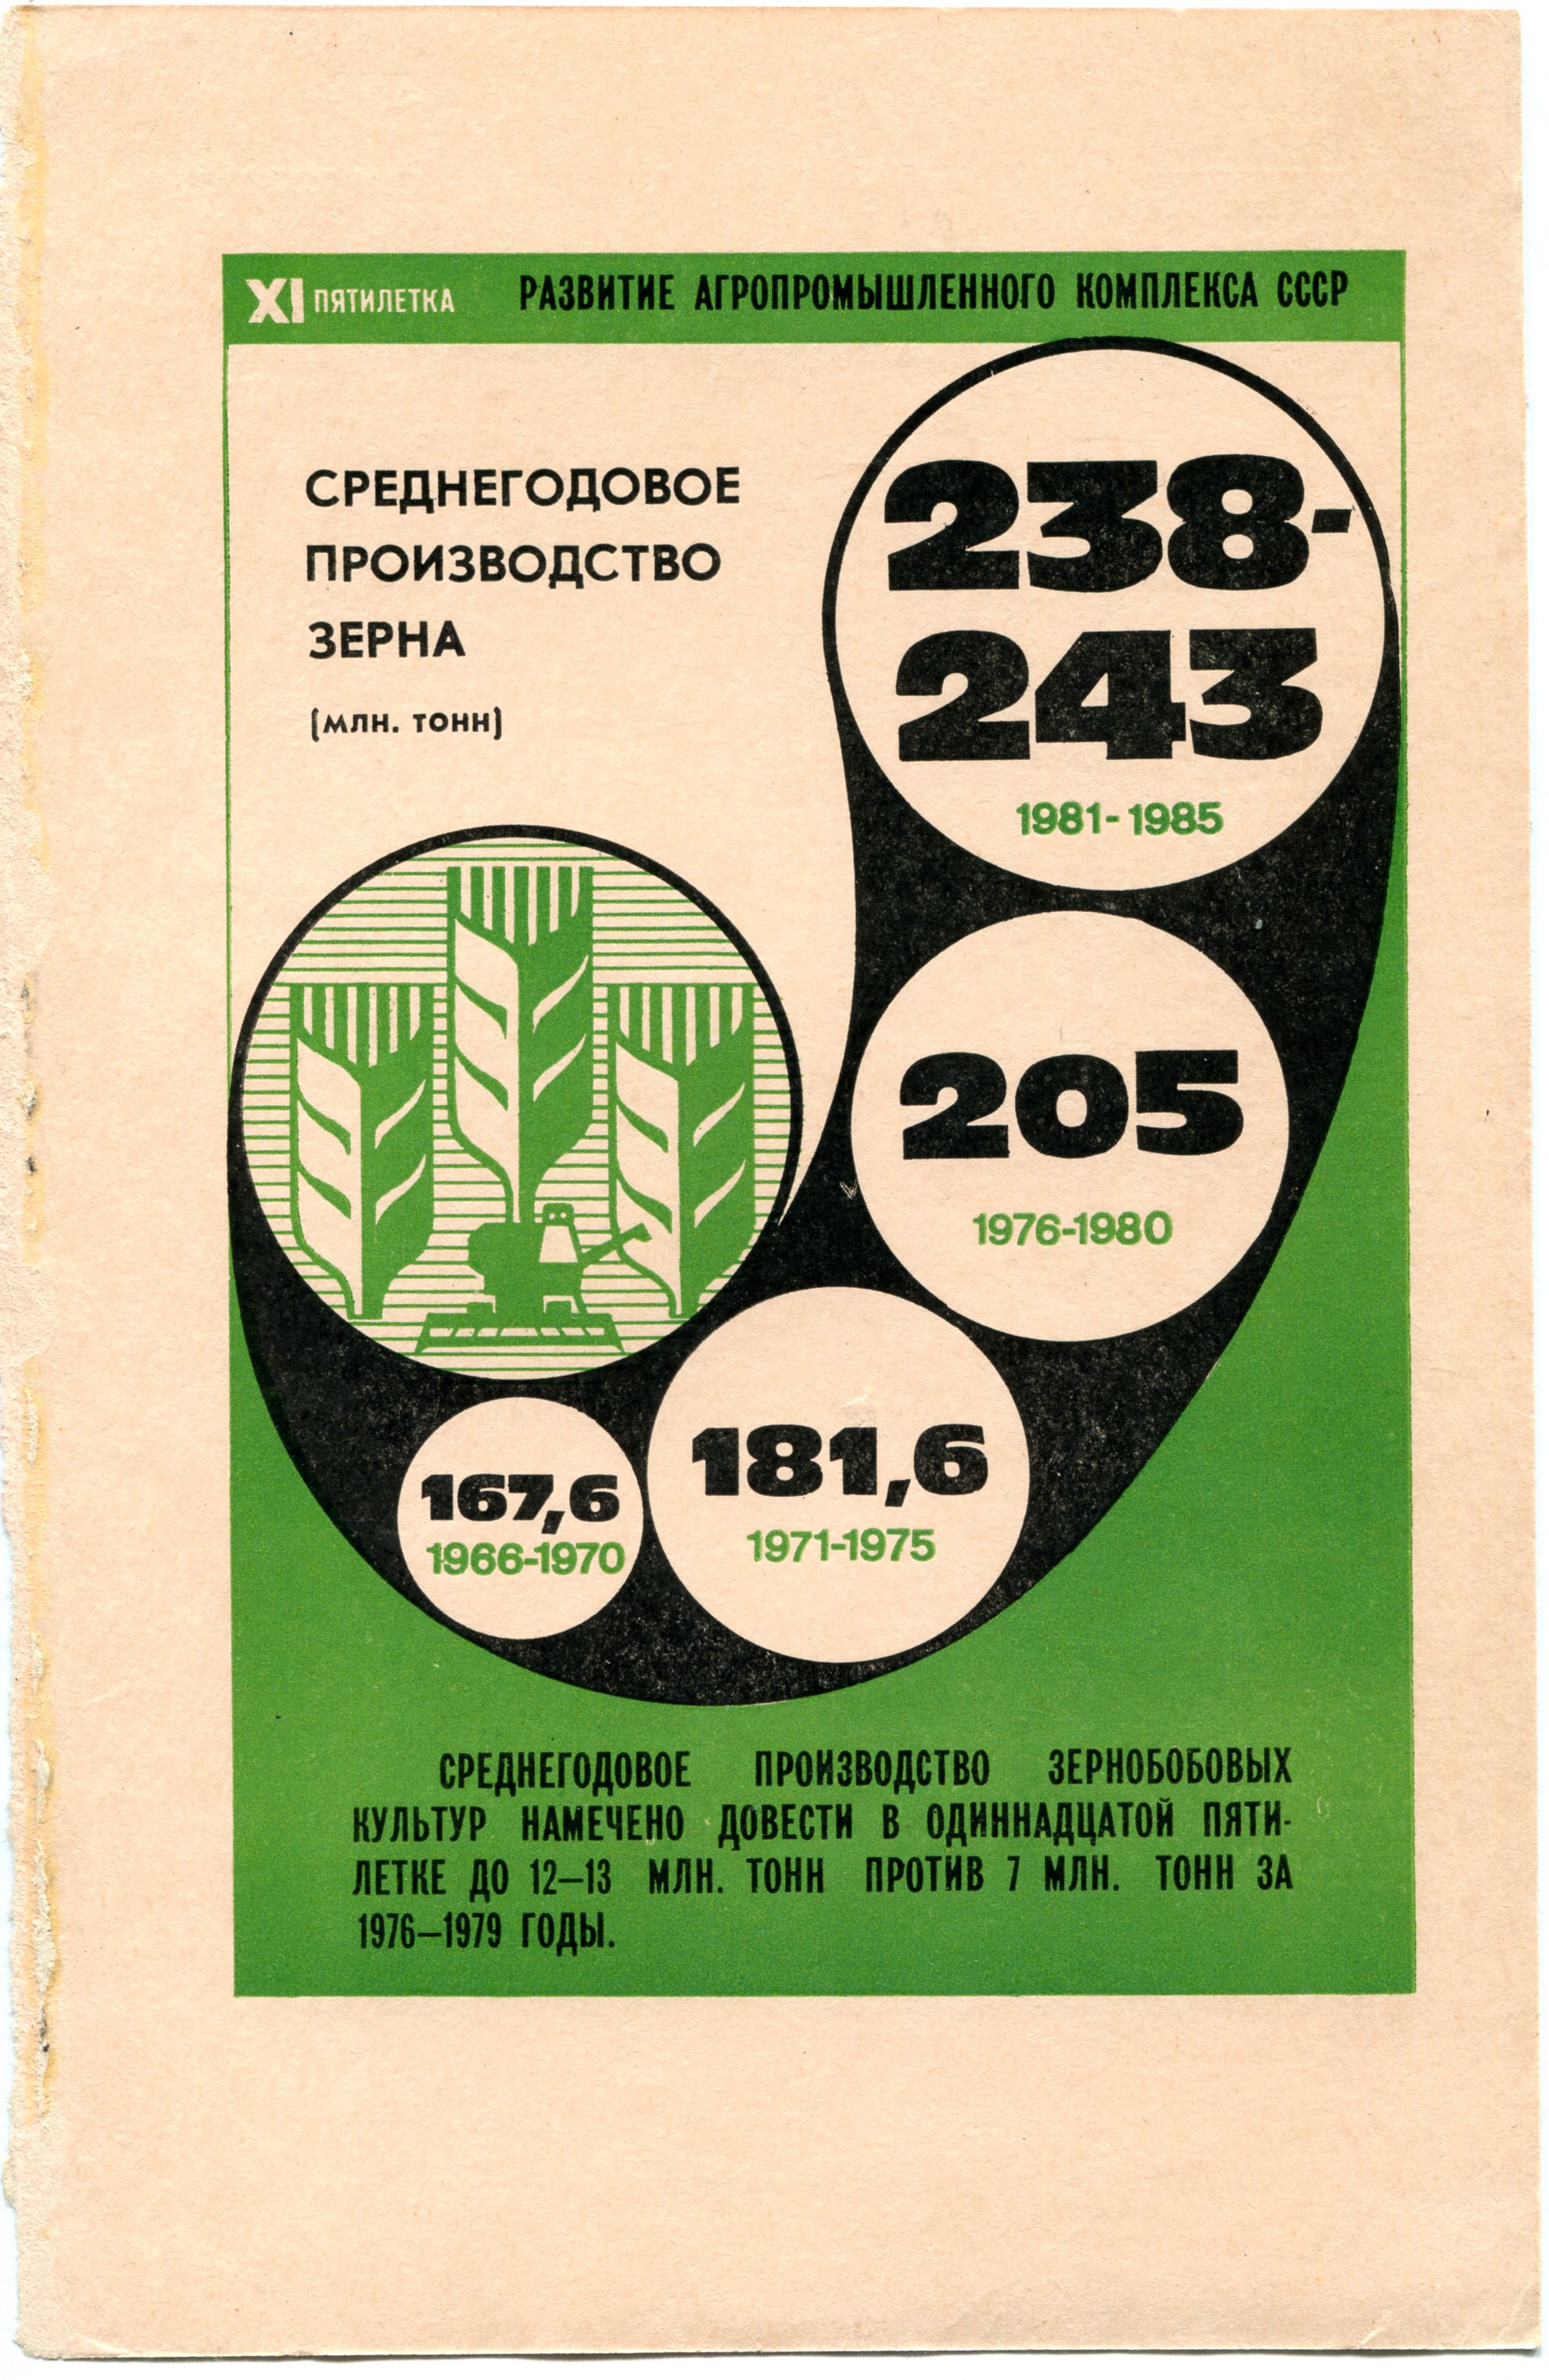 XI ПЯТИЛЕТКА РАЗВИТИЕ АГРОПРОМЫШЛЕННОГО КОМПЛЕКСА СССР
СРЕДНЕГОДОВОЕ
ПРОИЗВОДСТВО
ЗЕРНА
(МЛН. ТОНН)
238-
243
1981-1985
205
1976-1980
181,6
1971-1975
167,6
1966-1970
СРЕДНЕГОДОВОЕ ПРОИЗВОДСТВО ЗЕРНОБОБОВЫХ
КУЛЬТУР НАМЕЧЕНО ДОВЕСТИ В ОДИННАДЦАТОЙ ПЯТИ-
ЛЕТКЕ ДО 12–13 МЛН. ТОНН ПРОТИВ 7 МЛН. ТОНН ЗА
1976–1979 ГОДЫ.